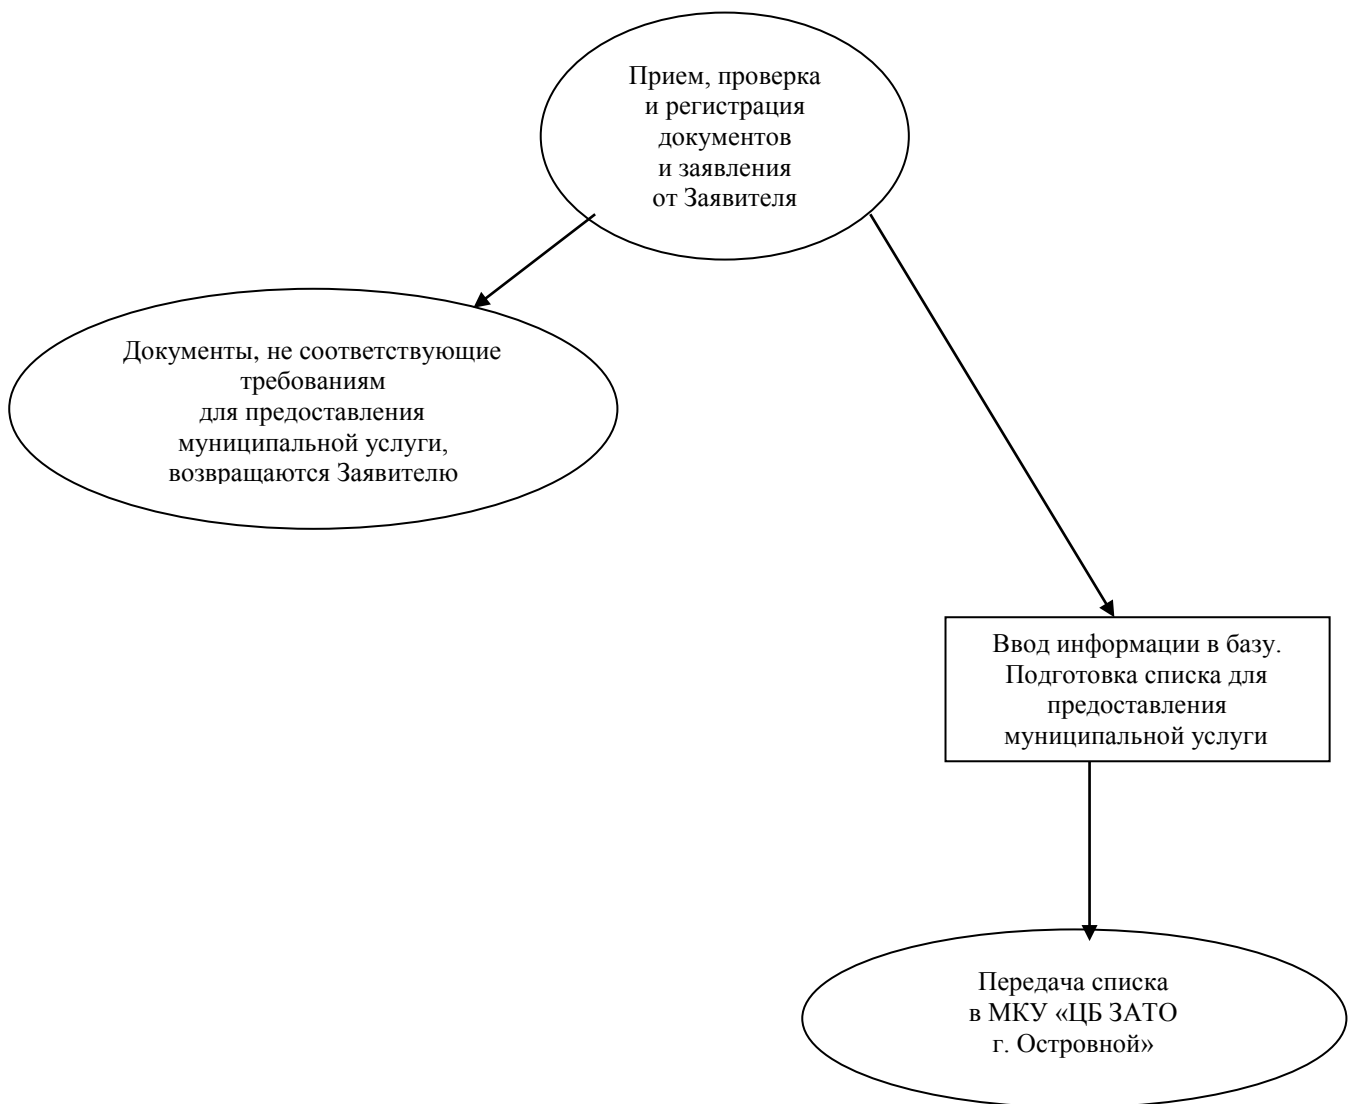 Прием, проверка
и регистрация
документов
и заявления
от Заявителя
Документы, не соответствующие
требованиям
для предоставления
муниципальной услуги,
возвращаются Заявителю
Ввод информации в базу.
Подготовка списка для
предоставления
муниципальной услуги
Передача списка
в МКУ «ЦБ ЗАТО
г. Островной»